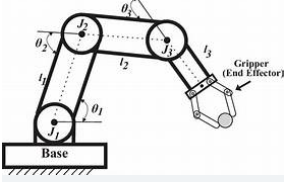 θ3
J2
θ2
J3
l3
l2
Gripper
(End Effector)
l1
θ1
J1
Base